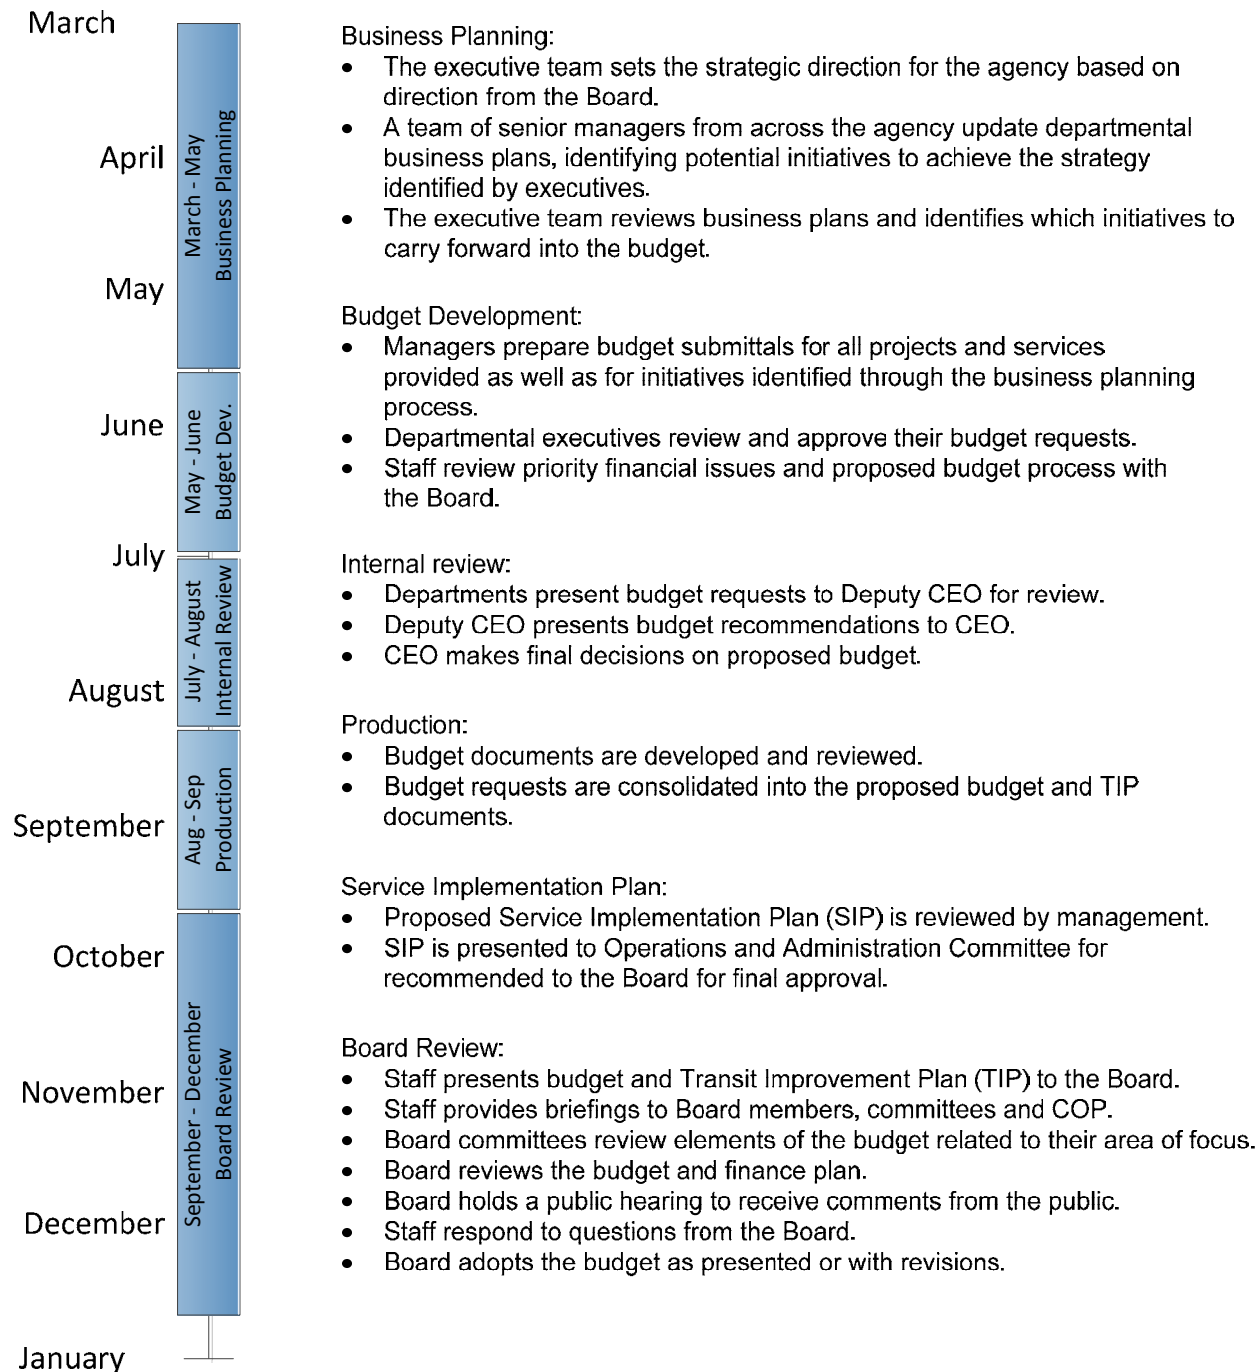 March
April
May
June
July
August
September
October
November
December
January
March - May
Business Planning
May - June
Budget Dev.
July - August
Internal Review
Aug - Sep
Production
September - December
Board Review
Business Planning:
• The executive team sets the strategic direction for the agency based on
direction from the Board.
• A team of senior managers from across the agency update departmental
business plans, identifying potential initiatives to achieve the strategy
identified by executives.
• The executive team reviews business plans and identifies which initiatives to
carry forward into the budget.
Budget Development:
• Managers prepare budget submittals for all projects and services
provided as well as for initiatives identified through the business planning
process.
• Departmental executives review and approve their budget requests.
• Staff review priority financial issues and proposed budget process with
the Board.
Internal review:
• Departments present budget requests to Deputy CEO for review.
• Deputy CEO presents budget recommendations to CEO.
• CEO makes final decisions on proposed budget.
Production:
• Budget documents are developed and reviewed.
• Budget requests are consolidated into the proposed budget and TIP
documents.
Service Implementation Plan:
• Proposed Service Implementation Plan (SIP) is reviewed by management.
• SIP is presented to Operations and Administration Committee for
recommended to the Board for final approval.
Board Review:
• Staff presents budget and Transit Improvement Plan (TIP) to the Board.
• Staff provides briefings to Board members, committees and COP.
• Board committees review elements of the budget related to their area of focus.
• Board reviews the budget and finance plan.
• Board holds a public hearing to receive comments from the public.
• Staff respond to questions from the Board.
• Board adopts the budget as presented or with revisions.